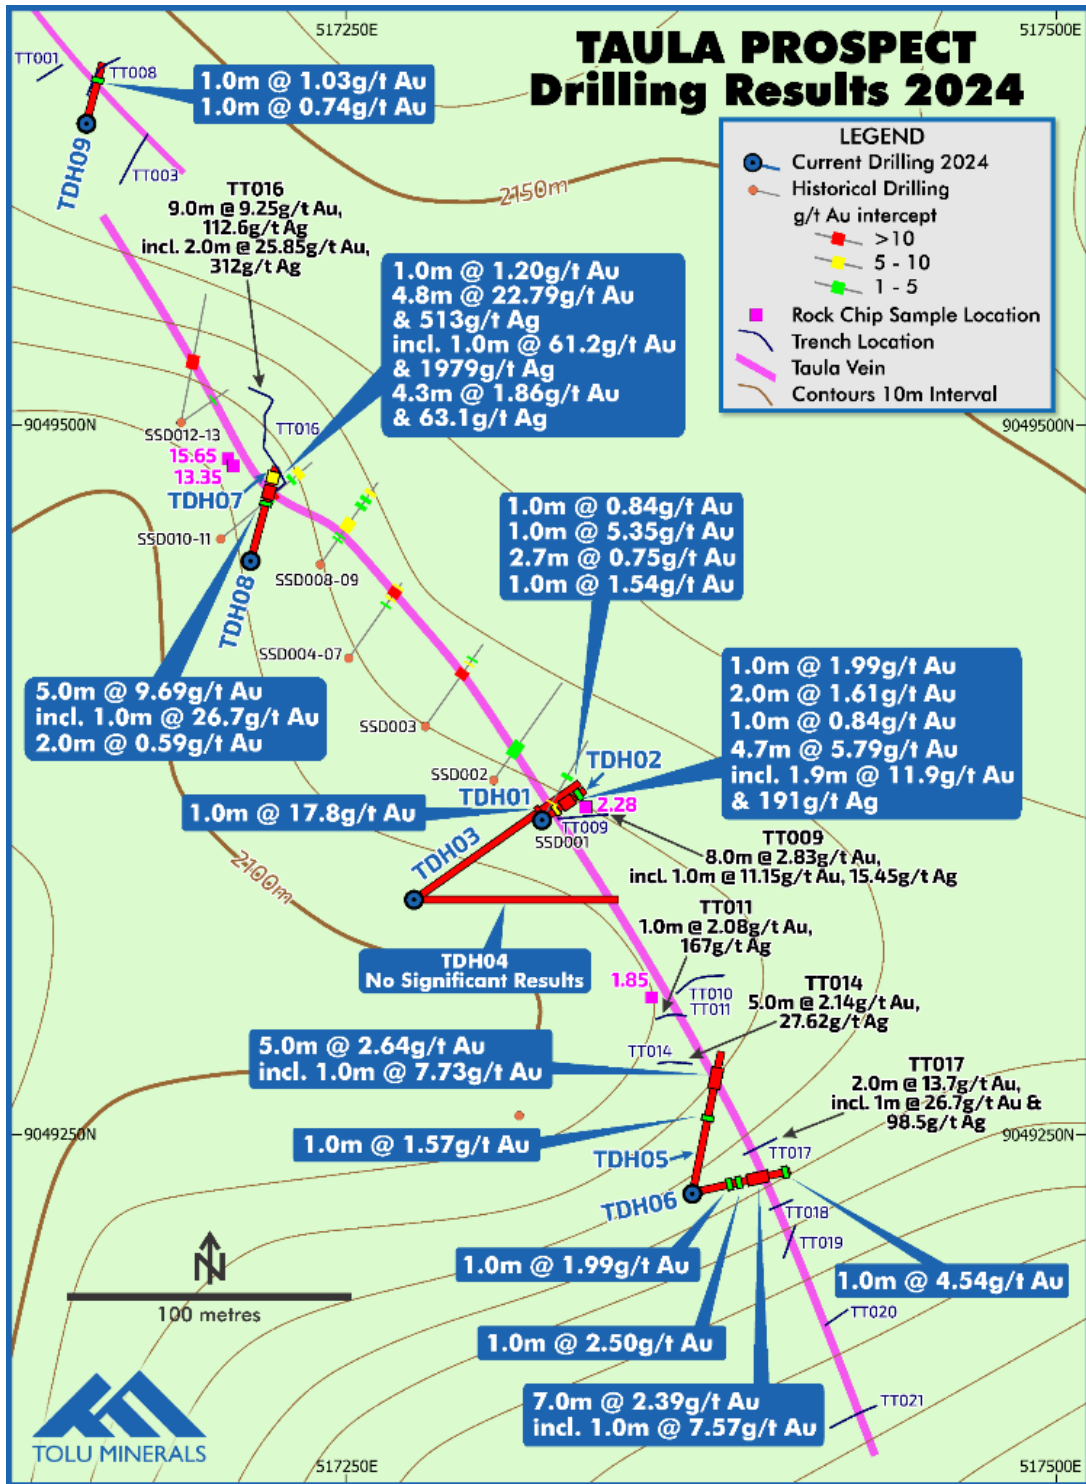 517250E
517500E
TAULA PROSPECT
Drilling Results 2024
TT001
TT008
1.0m @ 1.03g/t Au
1.0m @ 0.74g/t Au
TDH09
TT003
LEGEND
Current Drilling 2024
Historical Drilling
g/t Au intercept
>10
5 - 10
1 - 5
Rock Chip Sample Location
Trench Location
Taula Vein
Contours 10m Interval
2150m
TT016
9.0m @ 9.25g/t Au,
112.6g/t Ag
incl. 2.0m @ 25.85g/t Au,
312g/t Ag
1.0m @ 1.20g/t Au
4.8m @ 22.79g/t Au
& 513g/t Ag
incl. 1.0m @ 61.2g/t Au
& 1979g/t Ag
4.3m @ 1.86g/t Au
& 63.1g/t Ag
9049500N
9049500N
SSD012-13
TT016
15.65
13.35
TDH07
SSD010-11
SSD008-09
TDH08
1.0m @ 0.84g/t Au
1.0m @ 5.35g/t Au
2.7m @ 0.75g/t Au
1.0m @ 1.54g/t Au
SSD004-07
5.0m @ 9.69g/t Au
incl. 1.0m @ 26.7g/t Au
2.0m @ 0.59g/t Au
1.0m @ 1.99g/t Au
2.0m @ 1.61g/t Au
1.0m @ 0.84g/t Au
4.7m @ 5.79g/t Au
incl. 1.9m @ 11.9g/t Au
& 191g/t Ag
SSD003
SSD002
TDH02
TDH01
1.0m @ 17.8g/t Au
2.28
TT009
SSD001
TDH03
TT009
8.0m @ 2.83g/t Au,
incl. 1.0m @ 11.15g/t Au, 15.45g/t Ag
2100m
TT011
1.0m @ 2.08g/t Au,
167g/t Ag
TDH04
No Significant Results
1.85
TT010
TT011
TT014
5.0m @ 2.14g/t Au,
27.62g/t Ag
5.0m @ 2.64g/t Au
incl. 1.0m @ 7.73g/t Au
TT014
TT017
2.0m @ 13.7g/t Au,
incl. 1m @ 26.7g/t Au &
98.5g/t Ag
9049250N
9049250N
1.0m @ 1.57g/t Au
TDH05
TT017
TDH06
TT018
TT019
1.0m @ 1.99g/t Au
1.0m @ 4.54g/t Au
N
100 metres
TT020
1.0m @ 2.50g/t Au
7.0m @ 2.39g/t Au
incl. 1.0m @ 7.57g/t Au
TT021
TOLU MINERALS
517250E
517500E